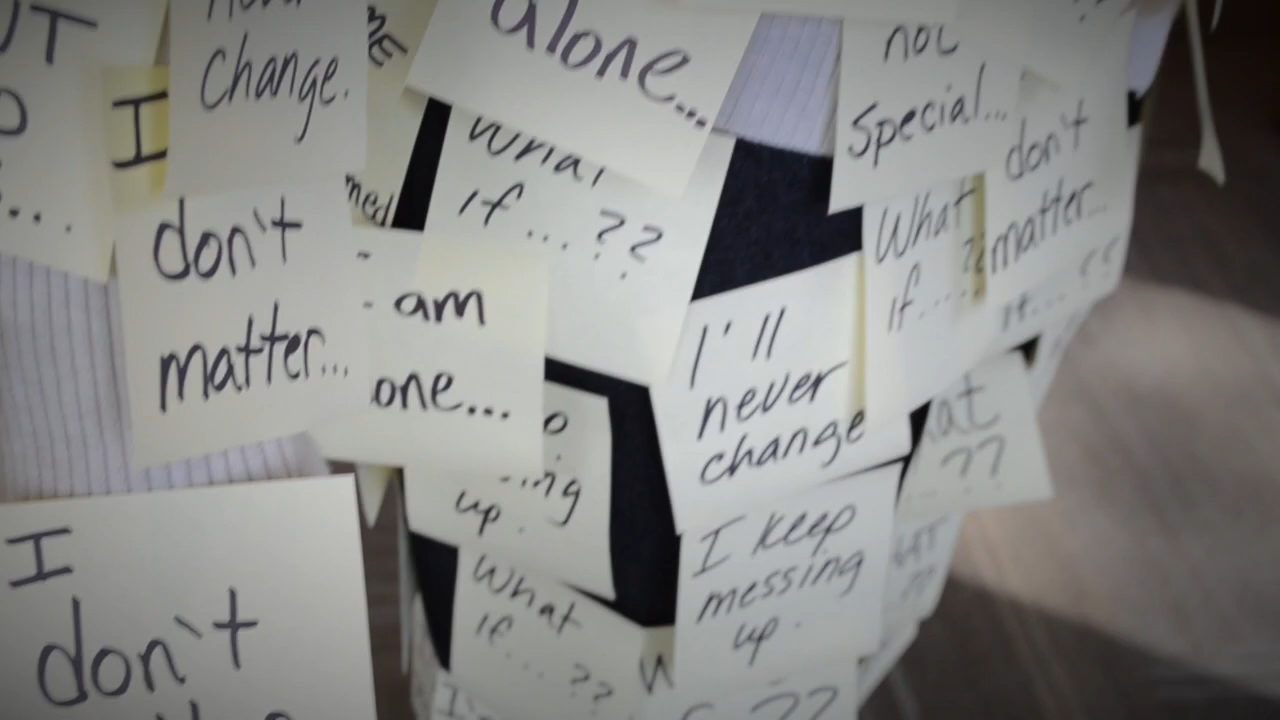 change.
I
don't
matter...
alone...
What
if...??
am
one...
up.
What
if...??
I
don't
not
special...
don't
matter...
What
if...??
I'll
never
change
I keep
messing
up.
??